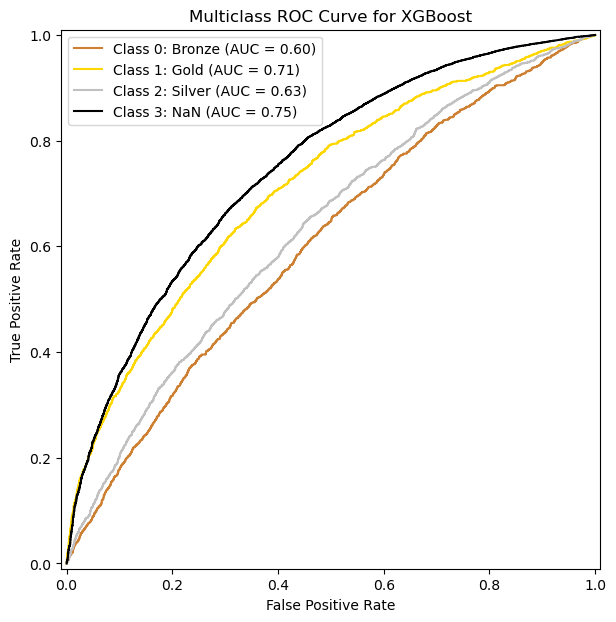 Multiclass ROC Curve for XGBoost
Class 0: Bronze (AUC = 0.60)
Class 1: Gold (AUC = 0.71)
Class 2: Silver (AUC = 0.63)
Class 3: NaN (AUC = 0.75)
True Positive Rate
1.0
0.8
0.6
0.4
0.2
0.0
0.0 0.2 0.4 0.6 0.8 1.0
False Positive Rate